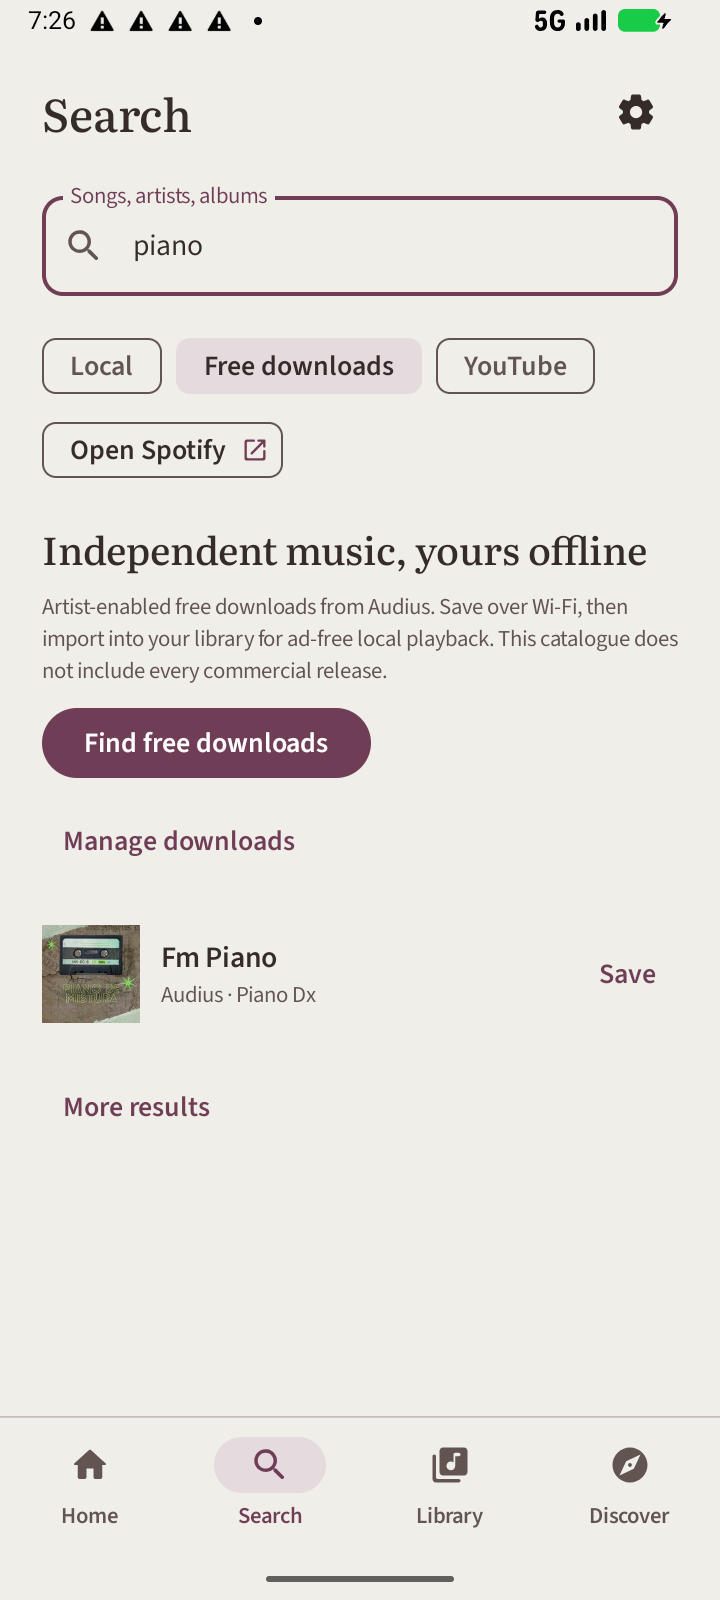 7:26
5G
Search
Songs, artists, albums
piano
Local
Free downloads
YouTube
Open Spotify
Independent music, yours offline
Artist-enabled free downloads from Audius. Save over Wi-Fi, then
import into your library for ad-free local playback. This catalogue does
not include every commercial release.
Find free downloads
Manage downloads
Fm Piano
Audius · Piano Dx
Save
More results
Home
Search
Library
Discover